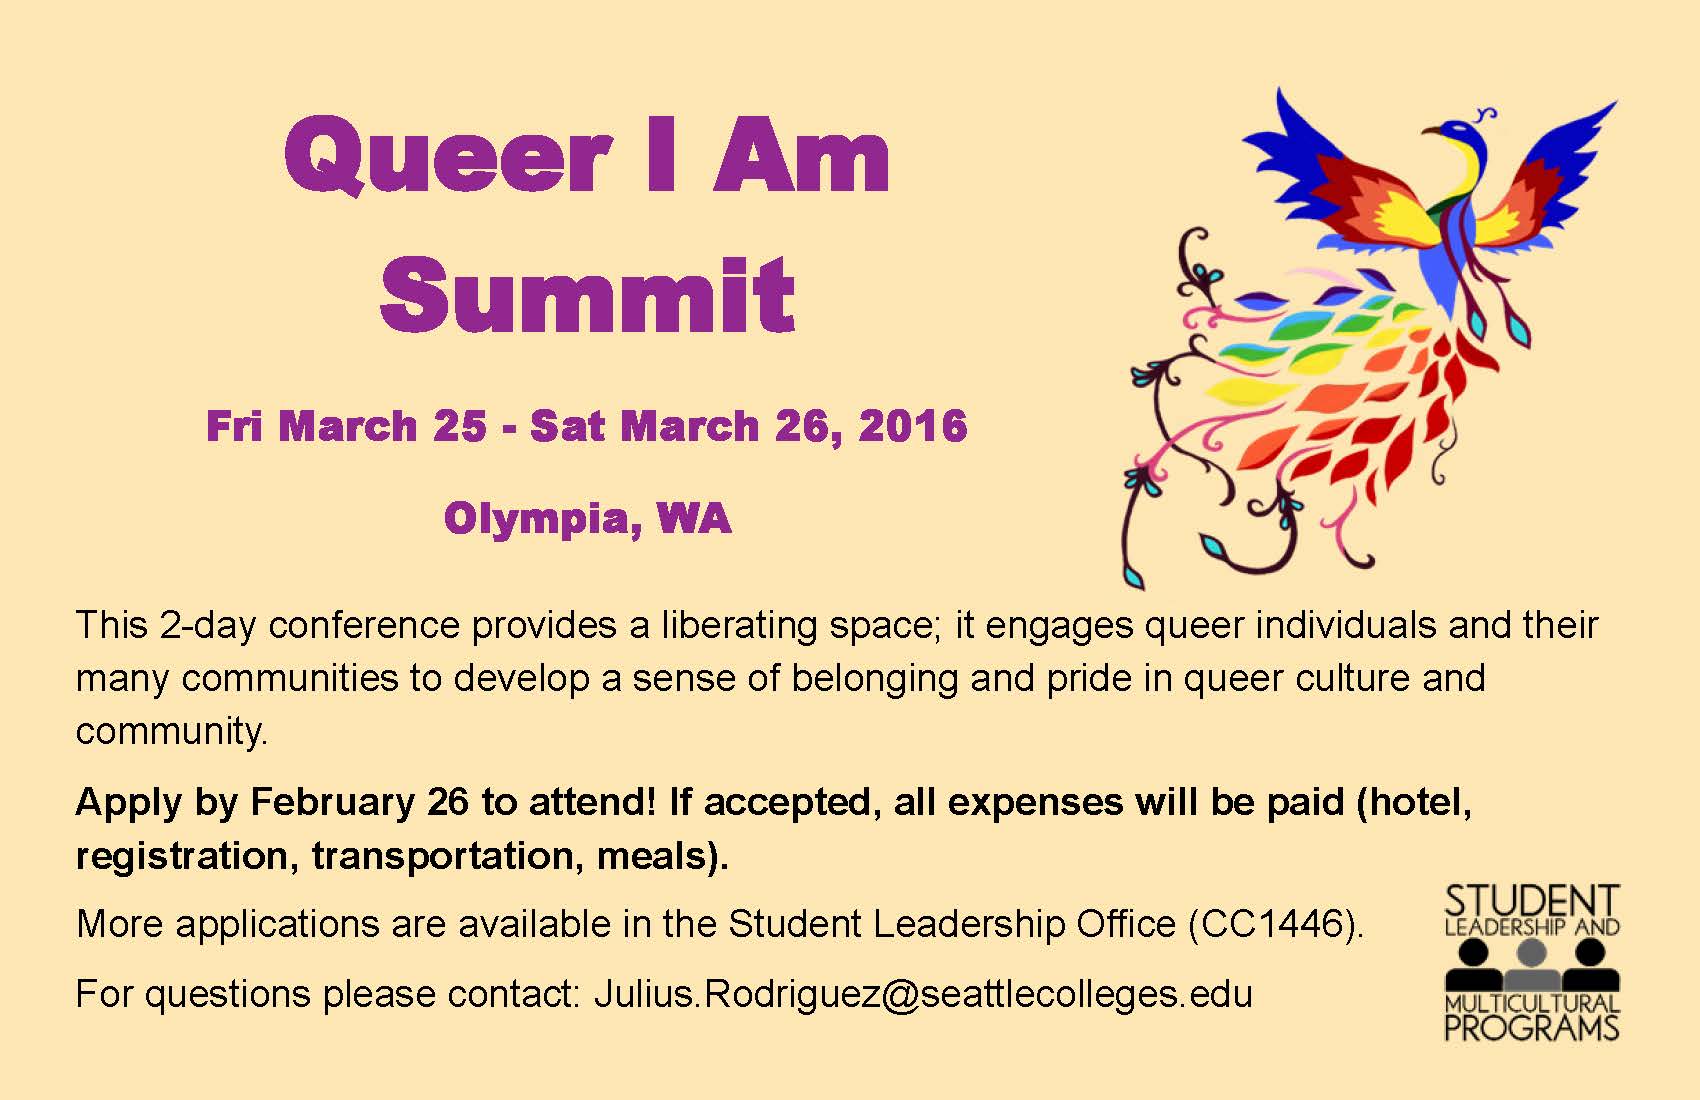 Queer I Am
Summit
Fri March 25 - Sat March 26, 2016
Olympia, WA
This 2-day conference provides a liberating space; it engages queer individuals and their
many communities to develop a sense of belonging and pride in queer culture and
community.
Apply by February 26 to attend! If accepted, all expenses will be paid (hotel,
registration, transportation, meals).
More applications are available in the Student Leadership Office (CC1446).
For questions please contact: Julius.Rodriguez@seattlecolleges.edu
STUDENT
LEADERSHIP AND
MULTICULTURAL
PROGRAMS